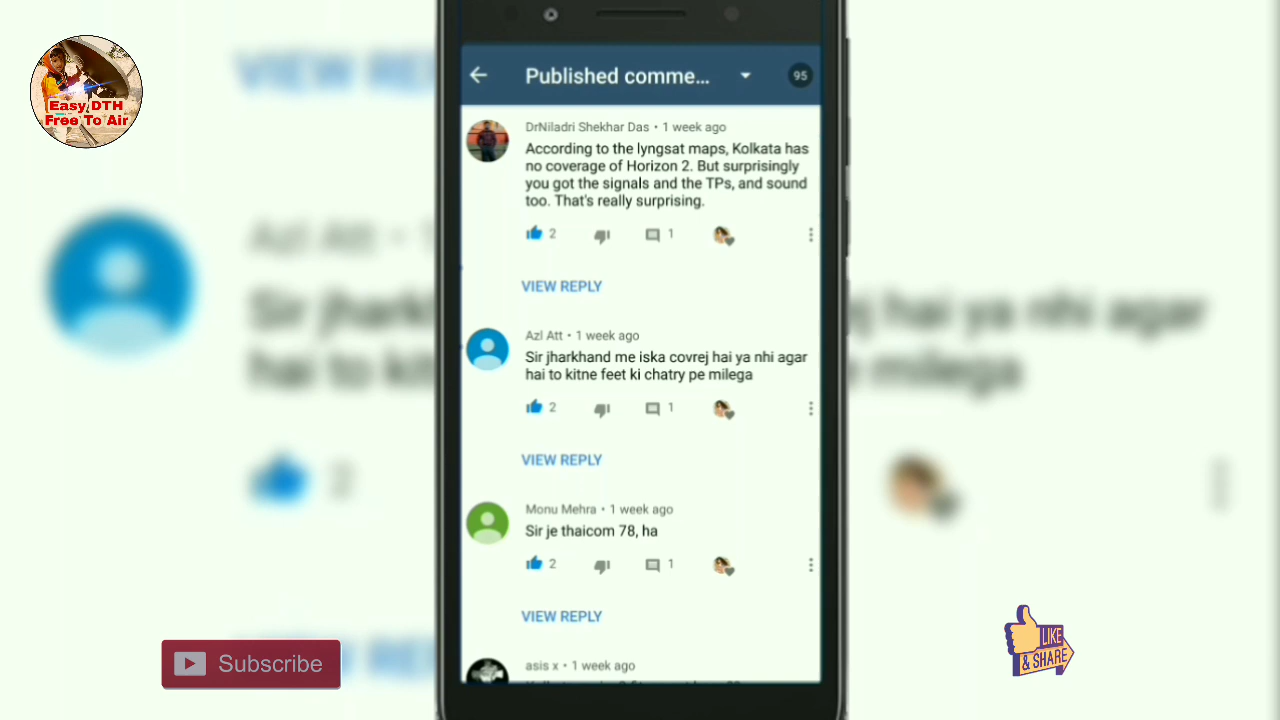 Easy DTH
Free To Air
Published comme...
95
DrNiladri Shekhar Das • 1 week ago
According to the lyngsat maps, Kolkata has
no coverage of Horizon 2. But surprisingly
you got the signals and the TPs, and sound
too. That's really surprising.
2
1
VIEW REPLY
Azl Att • 1 week ago
Sir jharkhand me iska covrej hai ya nhi agar
hai to kitne feet ki chatry pe milega
2
1
VIEW REPLY
Monu Mehra • 1 week ago
Sir je thaicom 78, ha
2
1
VIEW REPLY
asis x • 1 week ago
Subscribe
LIKE
& SHARE